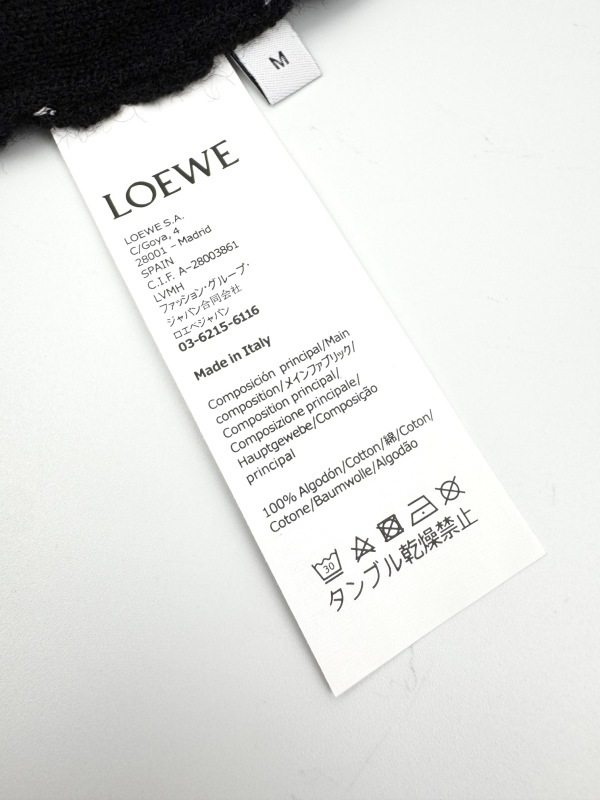 M
LOEWE
LOEWE S.A.
C/Goya, 4
28001 - Madrid
SPAIN
C.I.F. A-28003861
LVMH
ファッション・グループ・
ジャパン合同会社
ロエベジャパン
03-6215-6116
Made in Italy
Composición principal/Main
composition/メインファブリック/
Composition principal/
Composizione principale/
Hauptgewebe/Composição
principal
100% Algodón/Cotton/綿/Coton/
Cotone/Baumwolle/Algodão
30
タンブル乾燥禁止